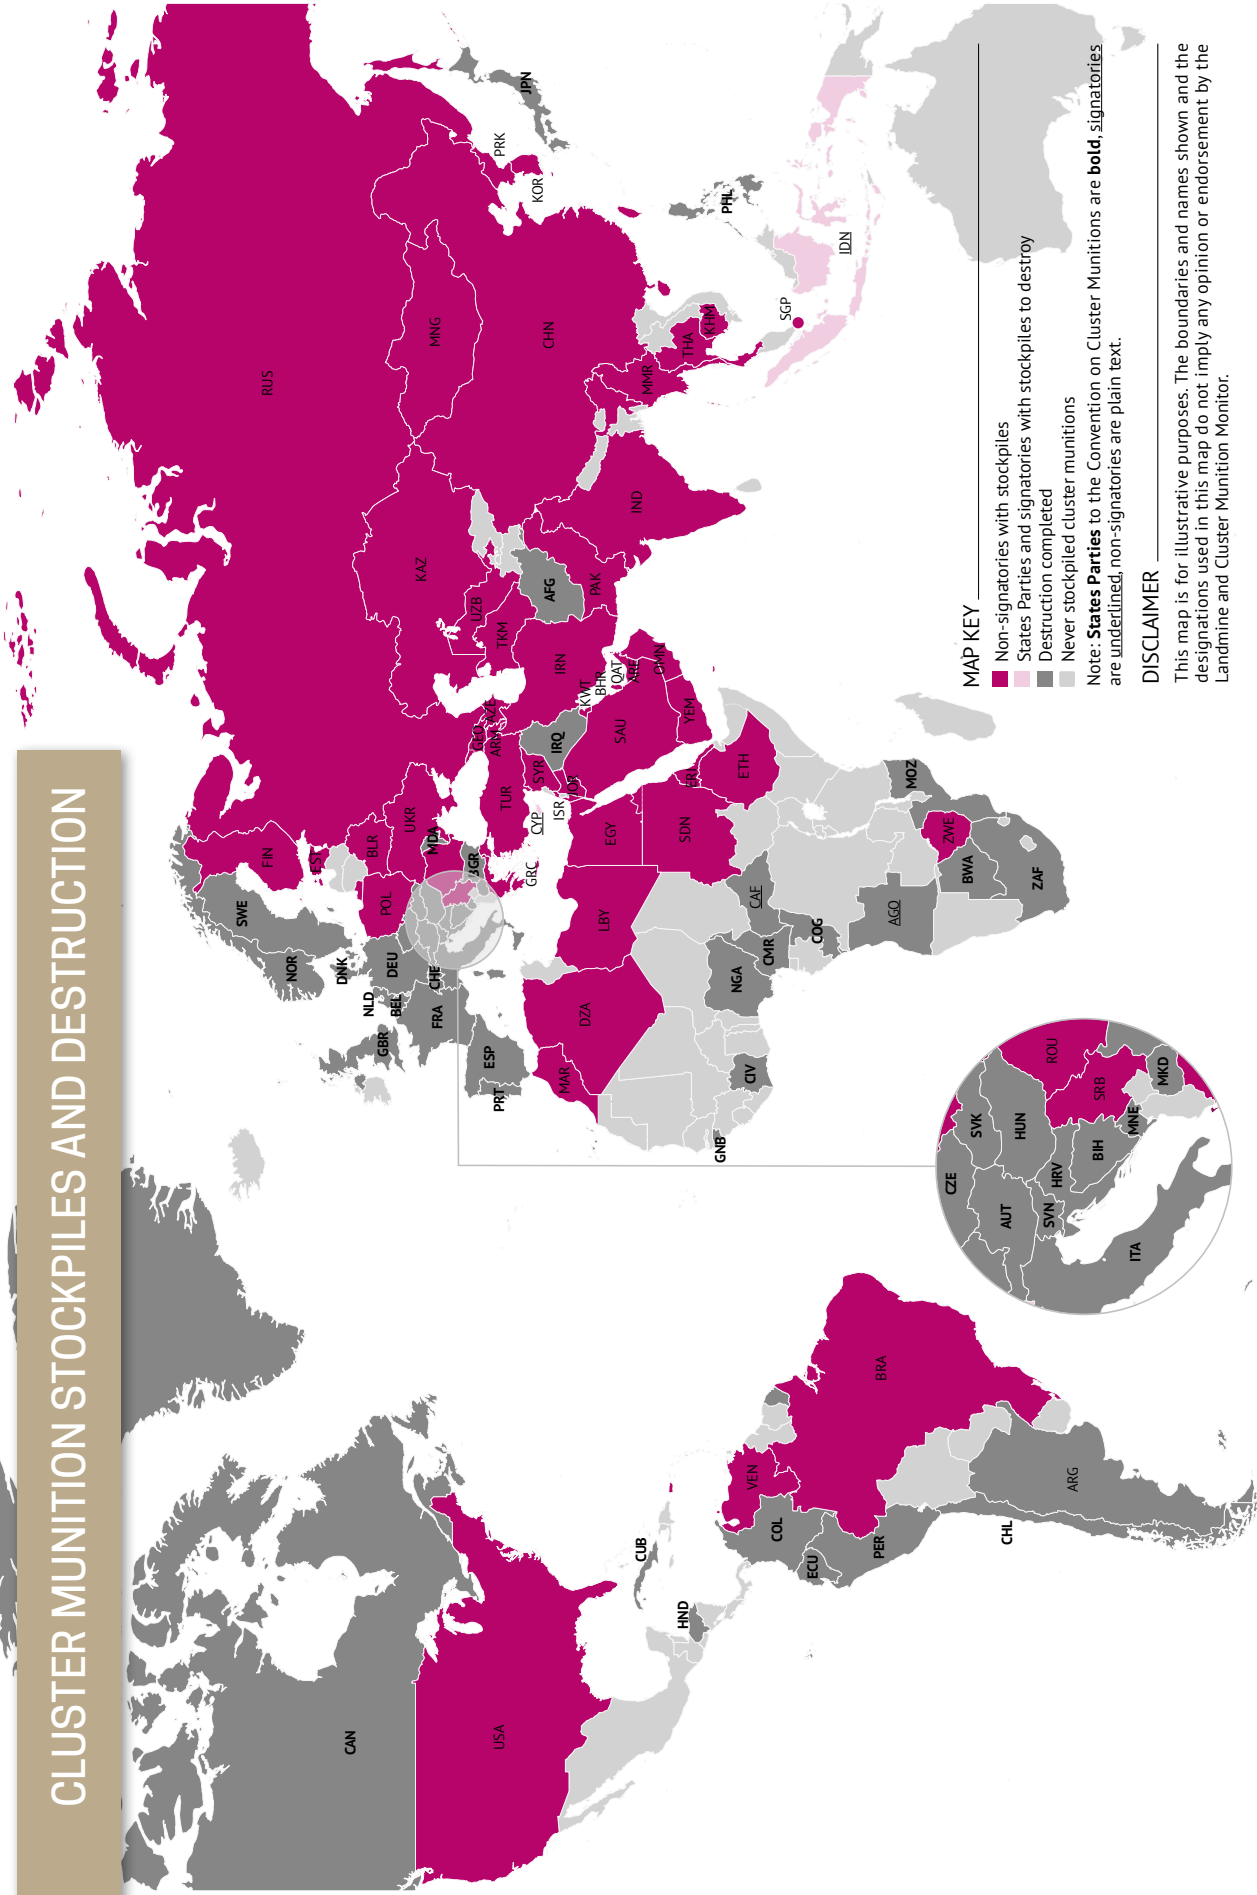 CLUSTER MUNITION STOCKPILES AND DESTRUCTION
CAN
USA
CUB
HND
VEN
COL
ECU
PER
BRA
CHL
ARG
SWE
NOR
FIN
EST
DNK
NLD
BEL
DEU
POL
BLR
UKR
MDA
GBR
FRA
CHE
BGR
ESP
PRT
GRC
CYP
TUR
GEO
ARM
AZE
SYR
IRQ
ISR
JOR
IRN
KWT
BHR
QAT
ARE
OMN
SAU
YEM
RUS
KAZ
UZB
TKM
AFG
PAK
IND
MNG
CHN
PRK
KOR
JPN
MMR
THA
KHM
PHL
SGP
IDN
MAR
DZA
LBY
EGY
SDN
ERI
ETH
GNB
CIV
NGA
CMR
CAF
COG
AGO
ZWE
MOZ
BWA
ZAF
CZE
SVK
AUT
HUN
ROU
SVN
HRV
BIH
SRB
MNE
MKD
ITA
MAP KEY
Non-signatories with stockpiles
States Parties and signatories with stockpiles to destroy
Destruction completed
Never stockpiled cluster munitions
Note: States Parties to the Convention on Cluster Munitions are bold, signatories
are underlined, non-signatories are plain text.
DISCLAIMER
This map is for illustrative purposes. The boundaries and names shown and the
designations used in this map do not imply any opinion or endorsement by the
Landmine and Cluster Munition Monitor.